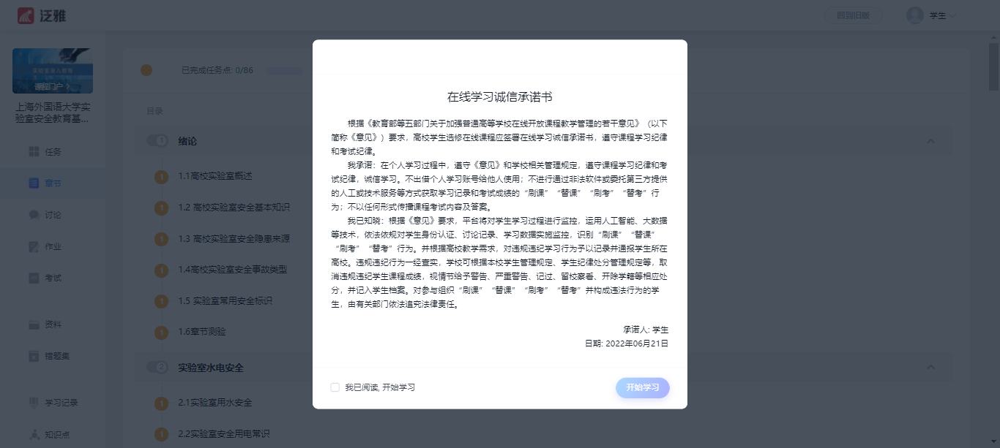 泛雅
回到旧版
学生
课程门户
上海外国语大学实
验室安全教育基...
任务
章节
讨论
作业
考试
资料
错题集
学习记录
知识点
已完成任务点: 0/86
目录
1
绪论
1
1.1高校实验室概述
1
1.2 高校实验室安全基本知识
1
1.3 高校实验室安全隐患来源
1
1.4高校实验室安全事故类型
1
1.5 实验室常用安全标识
1
1.6章节测验
2
实验室水电安全
1
2.1实验室用水安全
1
2.2实验室安全用电常识
在线学习诚信承诺书
根据《教育部等五部门关于加强普通高等学校在线开放课程教学管理的若干意见》（以下
简称《意见》）要求，高校学生选修在线课程应签署在线学习诚信承诺书，遵守课程学习纪律
和考试纪律。
我承诺：在个人学习过程中，遵守《意见》和学校相关管理规定，遵守课程学习纪律和考
试纪律，诚信学习。不出借个人学习账号给他人使用；不进行通过非法软件或委托第三方提供
的人工或技术服务等方式获取学习记录和考试成绩的“刷课”“替课”“刷考”“替考”行
为；不以任何形式传播课程考试内容及答案。
我已知晓：根据《意见》要求，平台将对学生学习过程进行监控，运用人工智能、大数据
等技术，依法依规对学生身份认证、讨论记录、学习数据实施监控，识别“刷课”“替课”
“刷考”“替考”行为。并根据高校教学需求，对违规违纪学习行为予以记录并通报学生所在
高校。违规违纪行为一经查实，学校可根据本校学生管理规定、学生纪律处分管理规定等，取
消违规违纪学生课程成绩，视情节给予警告、严重警告、记过、留校察看、开除学籍等相应处
分，并记入学生档案。对参与组织“刷课”“替课”“刷考”“替考”并构成违法行为的学
生，由有关部门依法追究法律责任。
承诺人: 学生
日期: 2022年06月21日
我已阅读, 开始学习
开始学习